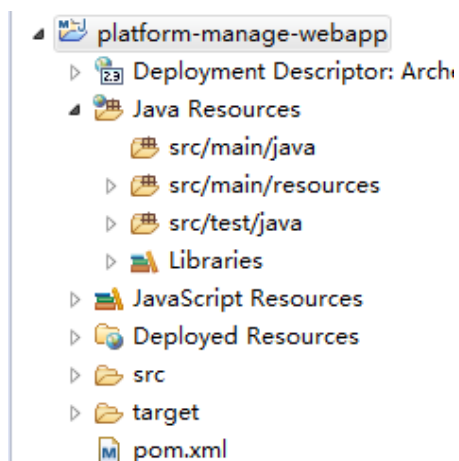 platform-manage-webapp
Deployment Descriptor: Arch
Java Resources
src/main/java
src/main/resources
src/test/java
Libraries
JavaScript Resources
Deployed Resources
src
target
pom.xml